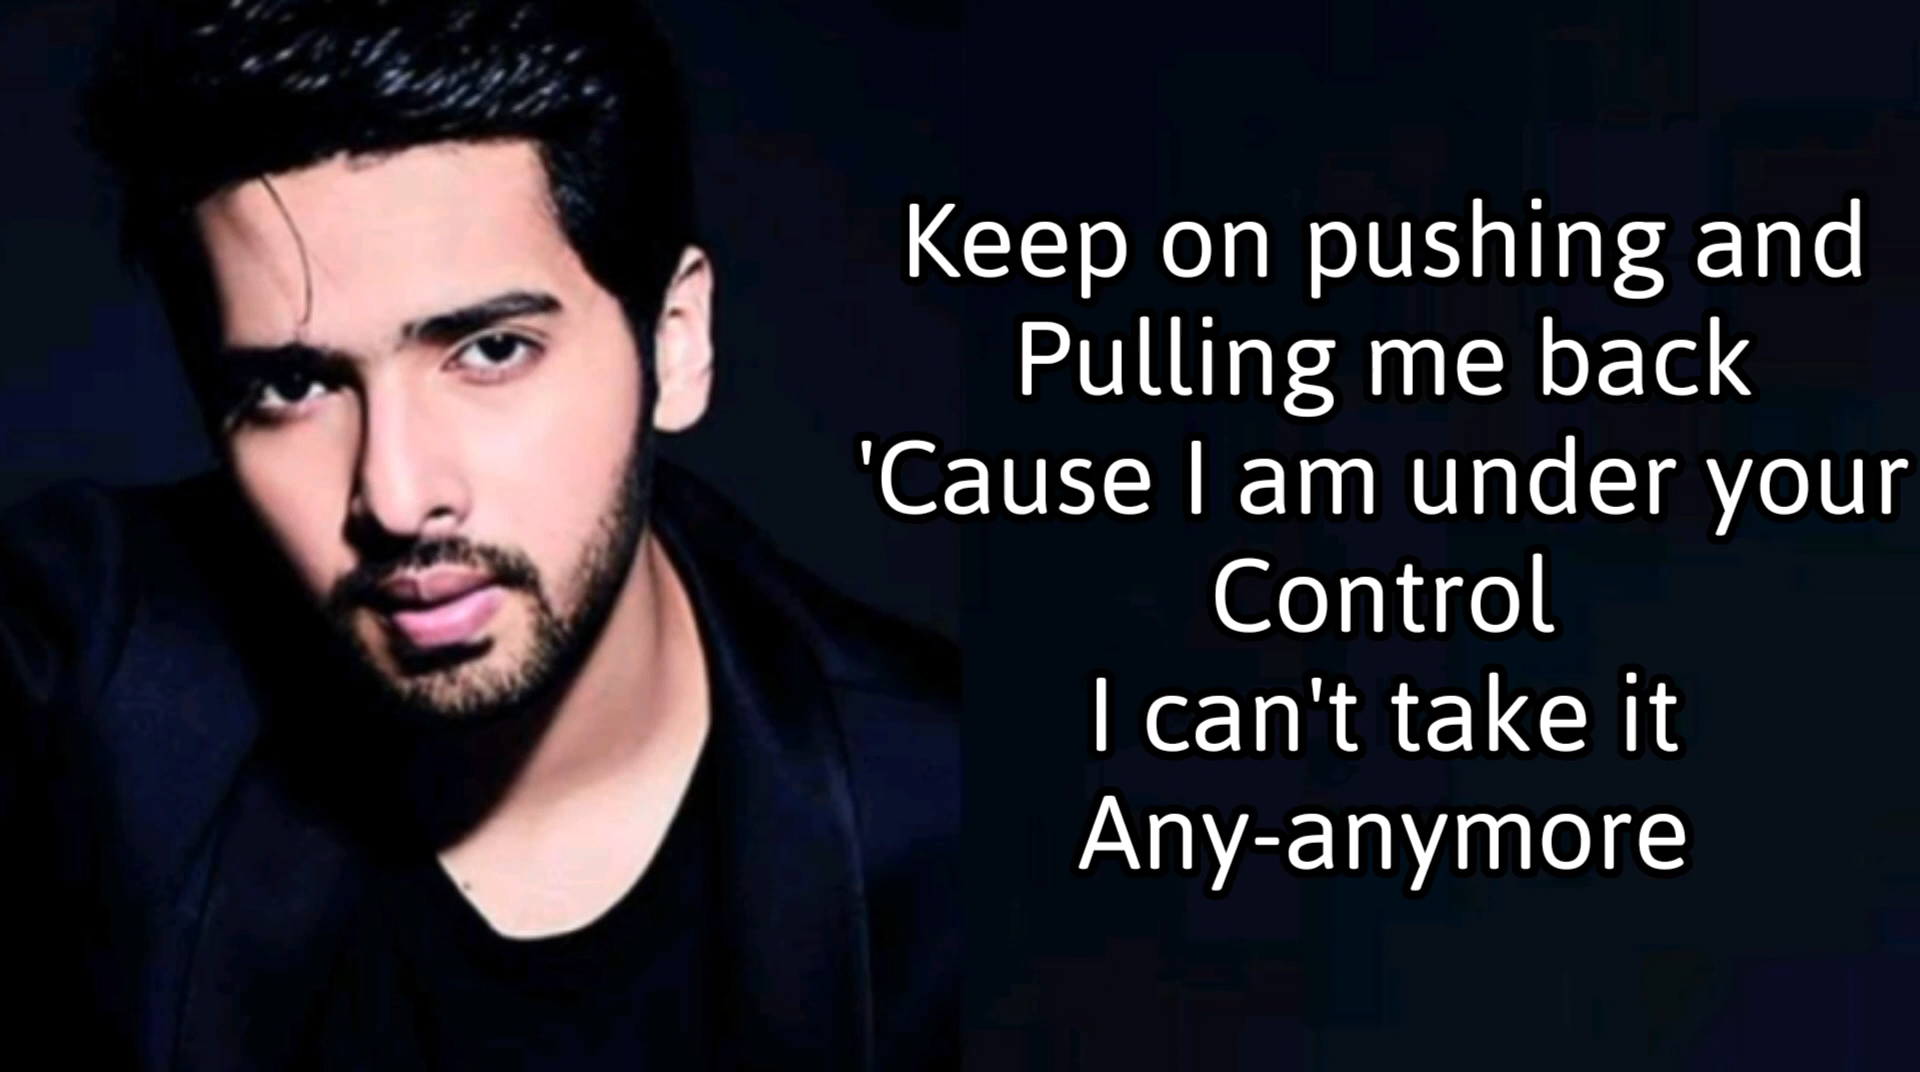 Keep on pushing and
Pulling me back
'Cause I am under your
Control
I can't take it
Any-anymore